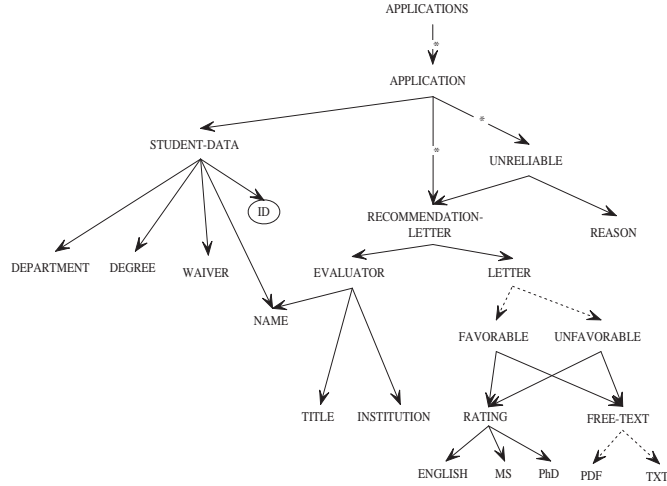 APPLICATIONS
*
APPLICATION
*
*
STUDENT-DATA
UNRELIABLE
ID
RECOMMENDATION-
LETTER
REASON
DEPARTMENT
DEGREE
WAIVER
EVALUATOR
LETTER
NAME
FAVORABLE
UNFAVORABLE
TITLE
INSTITUTION
RATING
FREE-TEXT
ENGLISH
MS
PhD
PDF
TXT